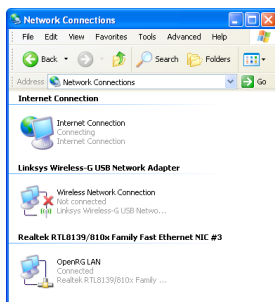 Network Connections
File Edit View Favorites Tools Advanced Help
Back Search Folders
Address Network Connections Go
Internet Connection
Internet Connection
Connecting
Internet Connection
Linksys Wireless-G USB Network Adapter
Wireless Network Connection
Not connected
Linksys Wireless-G USB Netwo...
Realtek RTL8139/810x Family Fast Ethernet NIC #3
OpenRG LAN
Connected
Realtek RTL8139/810x Family ...